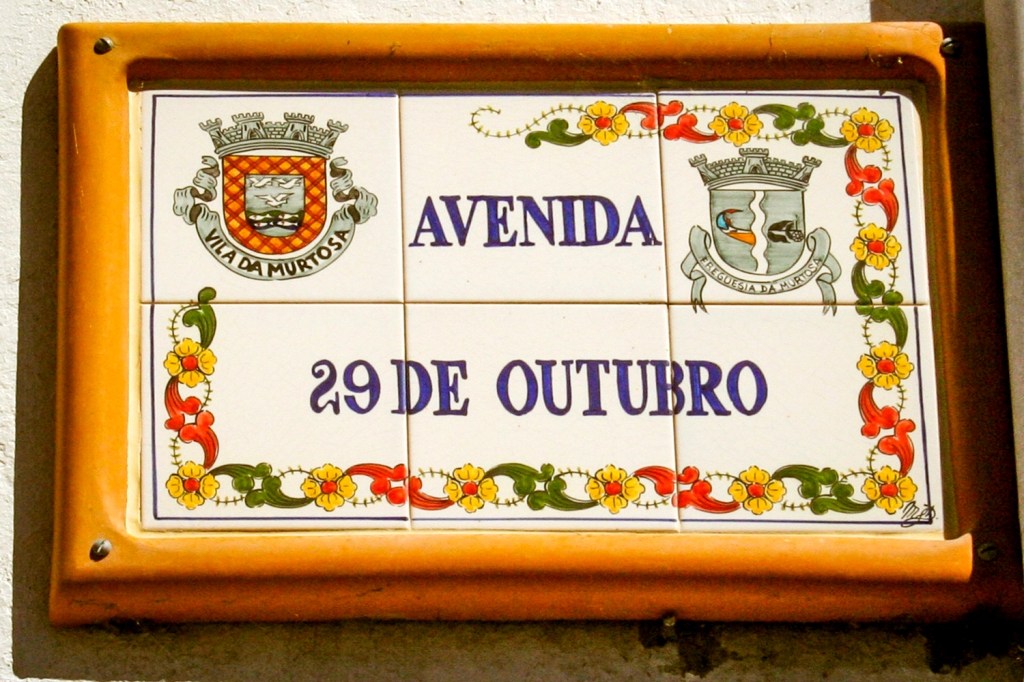 VILA DA MURTOSA
AVENIDA
FREGUESIA DA MURTOSA
29 DE OUTUBRO